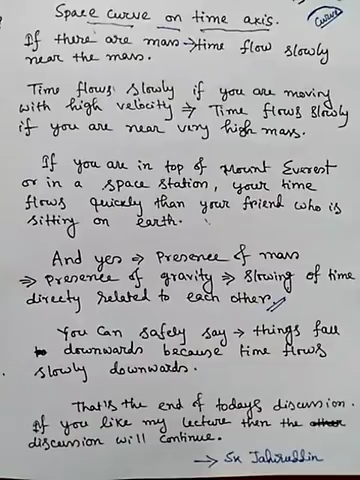 Space curve on time axis.
Curve
If there are mass → time flow slowly
near the mass.
Time flows slowly if you are moving
with high velocity ⇒ Time flows slowly
if you are near very high mass.
If you are in top of Mount Everest
or in a space station, your time
flows quickly than your friend who is
sitting on earth.
And yes ⇒ Presence of mass
⇒ presence of gravity ⇒ slowing of time
directly related to each other.
You can safely say → things fall
downwards because time flows
slowly downwards.
That's the end of todays discussion.
If you like my lecture then the
discussion will continue.
→ Sk Jahiruddin